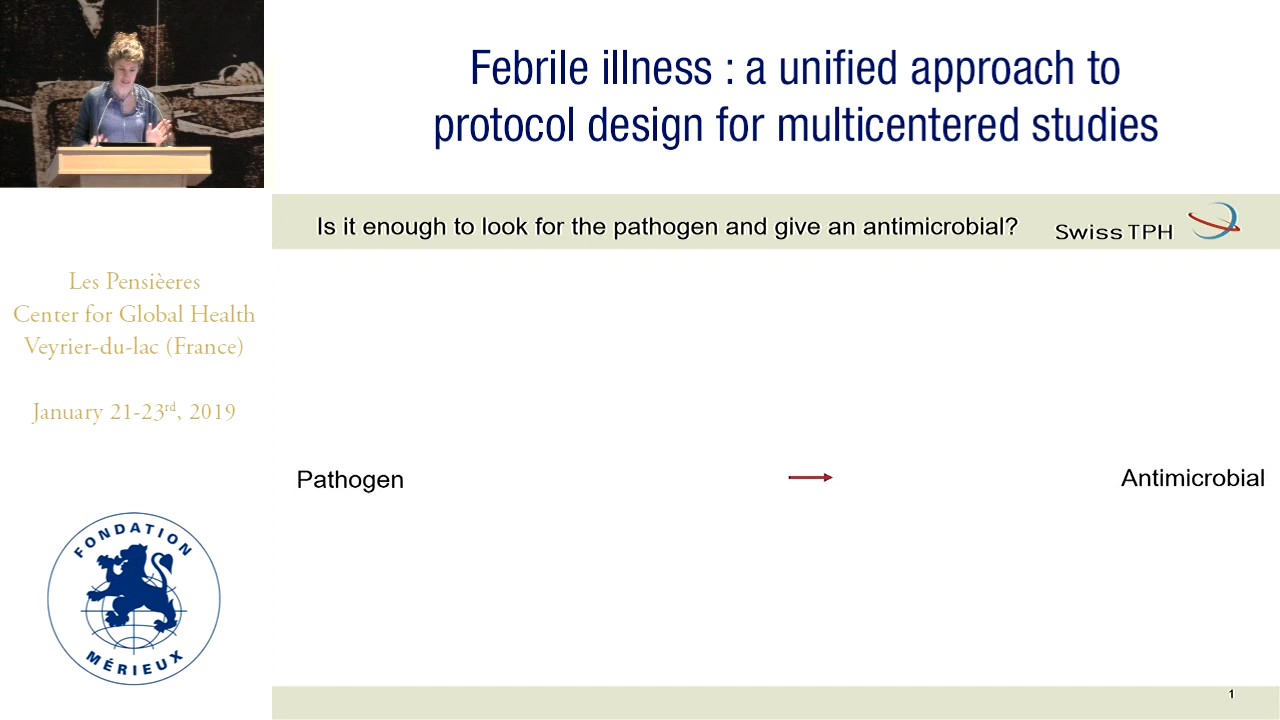 Febrile illness : a unified approach to
protocol design for multicentered studies
Is it enough to look for the pathogen and give an antimicrobial?
Swiss TPH
Les Pensièeres
Center for Global Health
Veyrier-du-lac (France)
January 21-23rd, 2019
Pathogen
Antimicrobial
FONDATION
MÉRIEUX
1